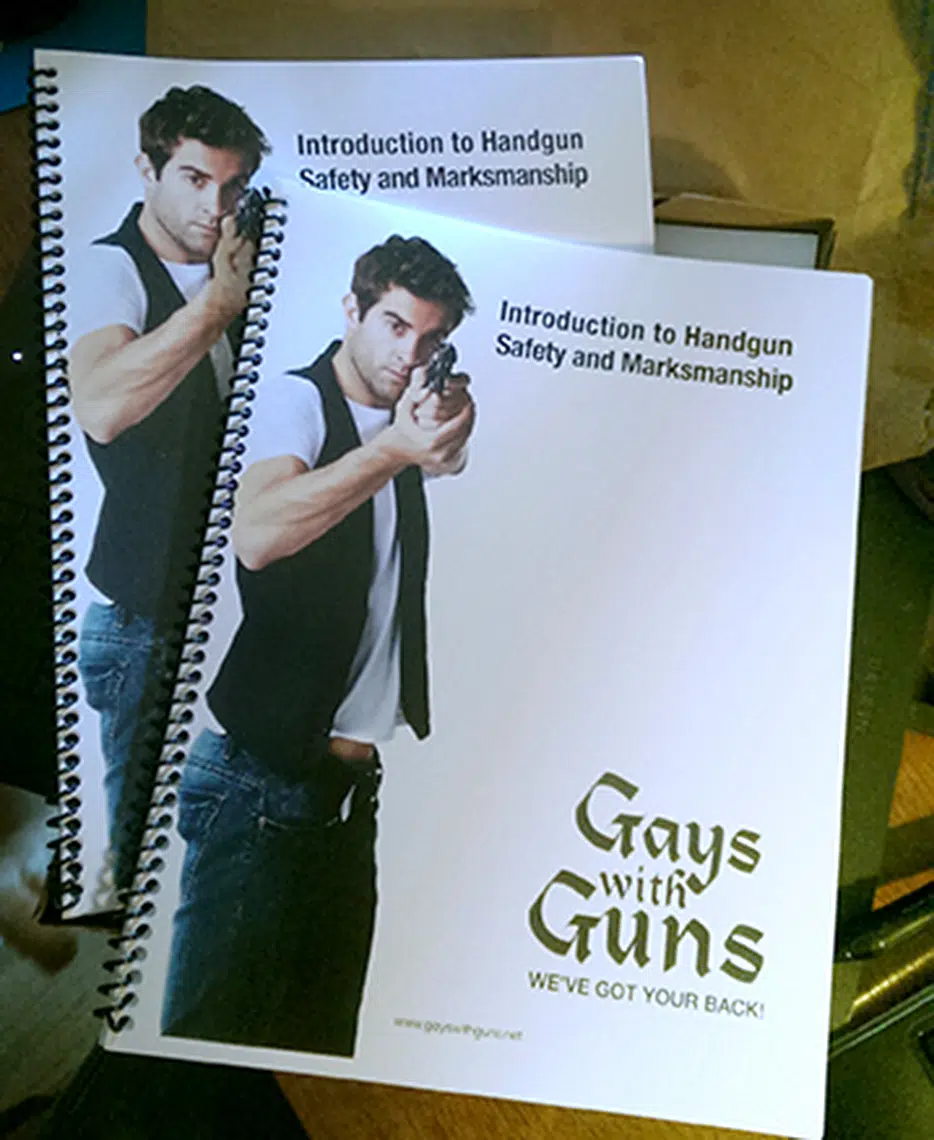 Introduction to Handgun
Safety and Marksmanship
Introduction to Handgun
Safety and Marksmanship
Gays
with
Guns
WE'VE GOT YOUR BACK!
www.gayswithguns.net